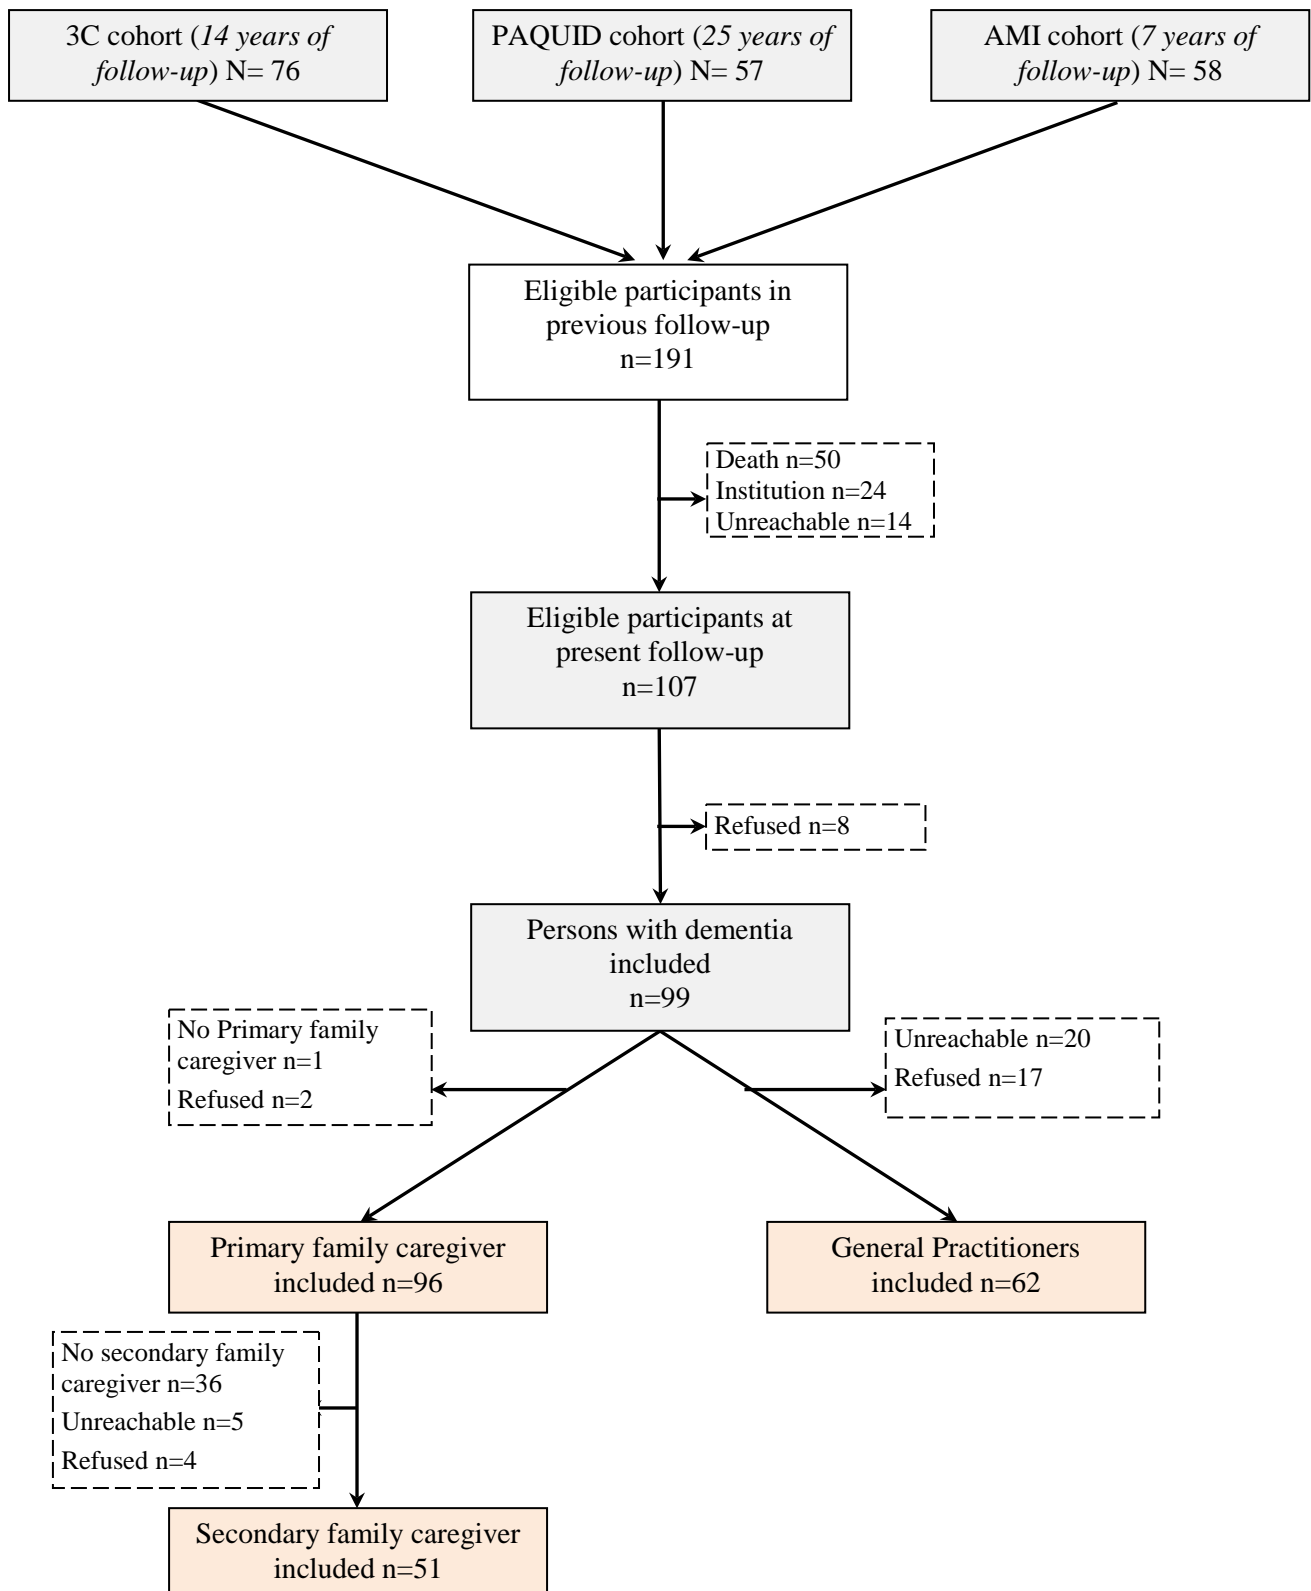 3C cohort (14 years of
follow-up) N= 76
PAQUID cohort (25 years of
follow-up) N= 57
AMI cohort (7 years of
follow-up) N= 58
Eligible participants in
previous follow-up
n=191
Death n=50
Institution n=24
Unreachable n=14
Eligible participants at
present follow-up
n=107
Refused n=8
Persons with dementia
included
n=99
No Primary family
caregiver n=1
Refused n=2
Unreachable n=20
Refused n=17
Primary family caregiver
included n=96
General Practitioners
included n=62
No secondary family
caregiver n=36
Unreachable n=5
Refused n=4
Secondary family caregiver
included n=51